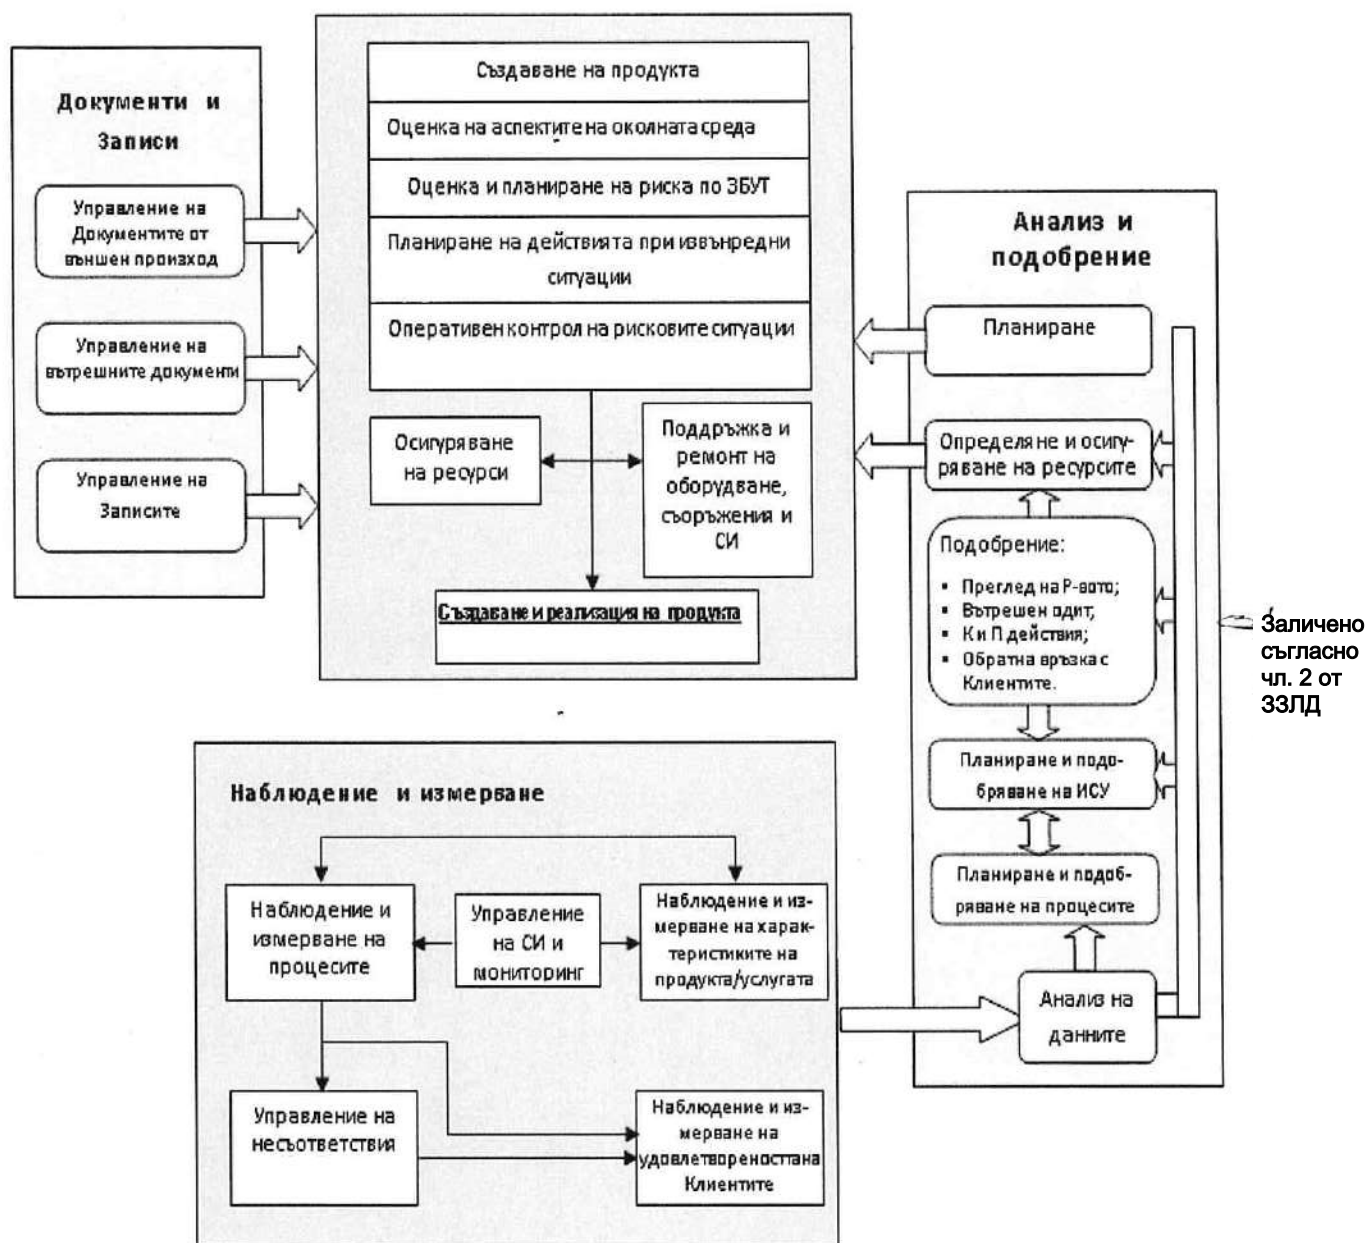 Документи и
Записи
Управление на
Документите от
външен произход
Управление на
вътрешните документи
Управление на
Записите
Създаване на продукта
Оценка на аспектите на околната среда
Оценка и планиране на риска по ЗБУТ
Планиране на действията при извънредни
ситуации
Оперативен контрол на рисковите ситуации
Осигуряване
на ресурси
Поддръжка и
ремонт на
оборудване,
съоръжения и
СИ
Създаване и реализация на продукта
Анализ и
подобрение
Планиране
Определяне и осигу-
ряване на ресурсите
Подобрение:
▪ Преглед на Р-вото;
▪ Вътрешен одит;
▪ К и П действия;
▪ Обратна връзка с
Клиентите.
Планиране и подо-
бряване на ИСУ
Планиране и подоб-
ряване на процесите
Анализ на
данните
Заличено
съгласно
чл. 2 от
ЗЗЛД
Наблюдение и измерване
Наблюдение и
измерване на
процесите
Управление
на СИ и
мониторинг
Наблюдение и из-
мерване на харак-
теристиките на
продукта/услугата
Управление на
несъответствия
Наблюдение и из-
мерване на
удовлетвореността на
Клиентите